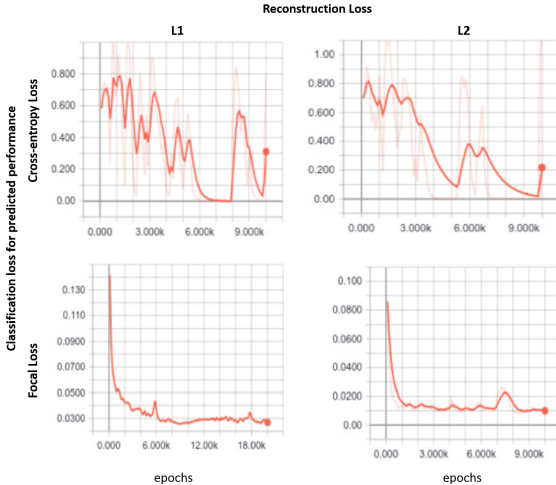 Reconstruction Loss
L1
L2
Classification loss for predicted performance
Cross-entropy Loss
0.800
0.600
0.400
0.200
0.00
0.000
3.000k
6.000k
9.000k
1.00
0.800
0.600
0.400
0.200
0.00
0.000
3.000k
6.000k
9.000k
Focal Loss
0.130
0.110
0.0900
0.0700
0.0500
0.0300
0.000
6.000k
12.00k
18.00k
0.100
0.0800
0.0600
0.0400
0.0200
0.00
0.000
3.000k
6.000k
9.000k
epochs
epochs